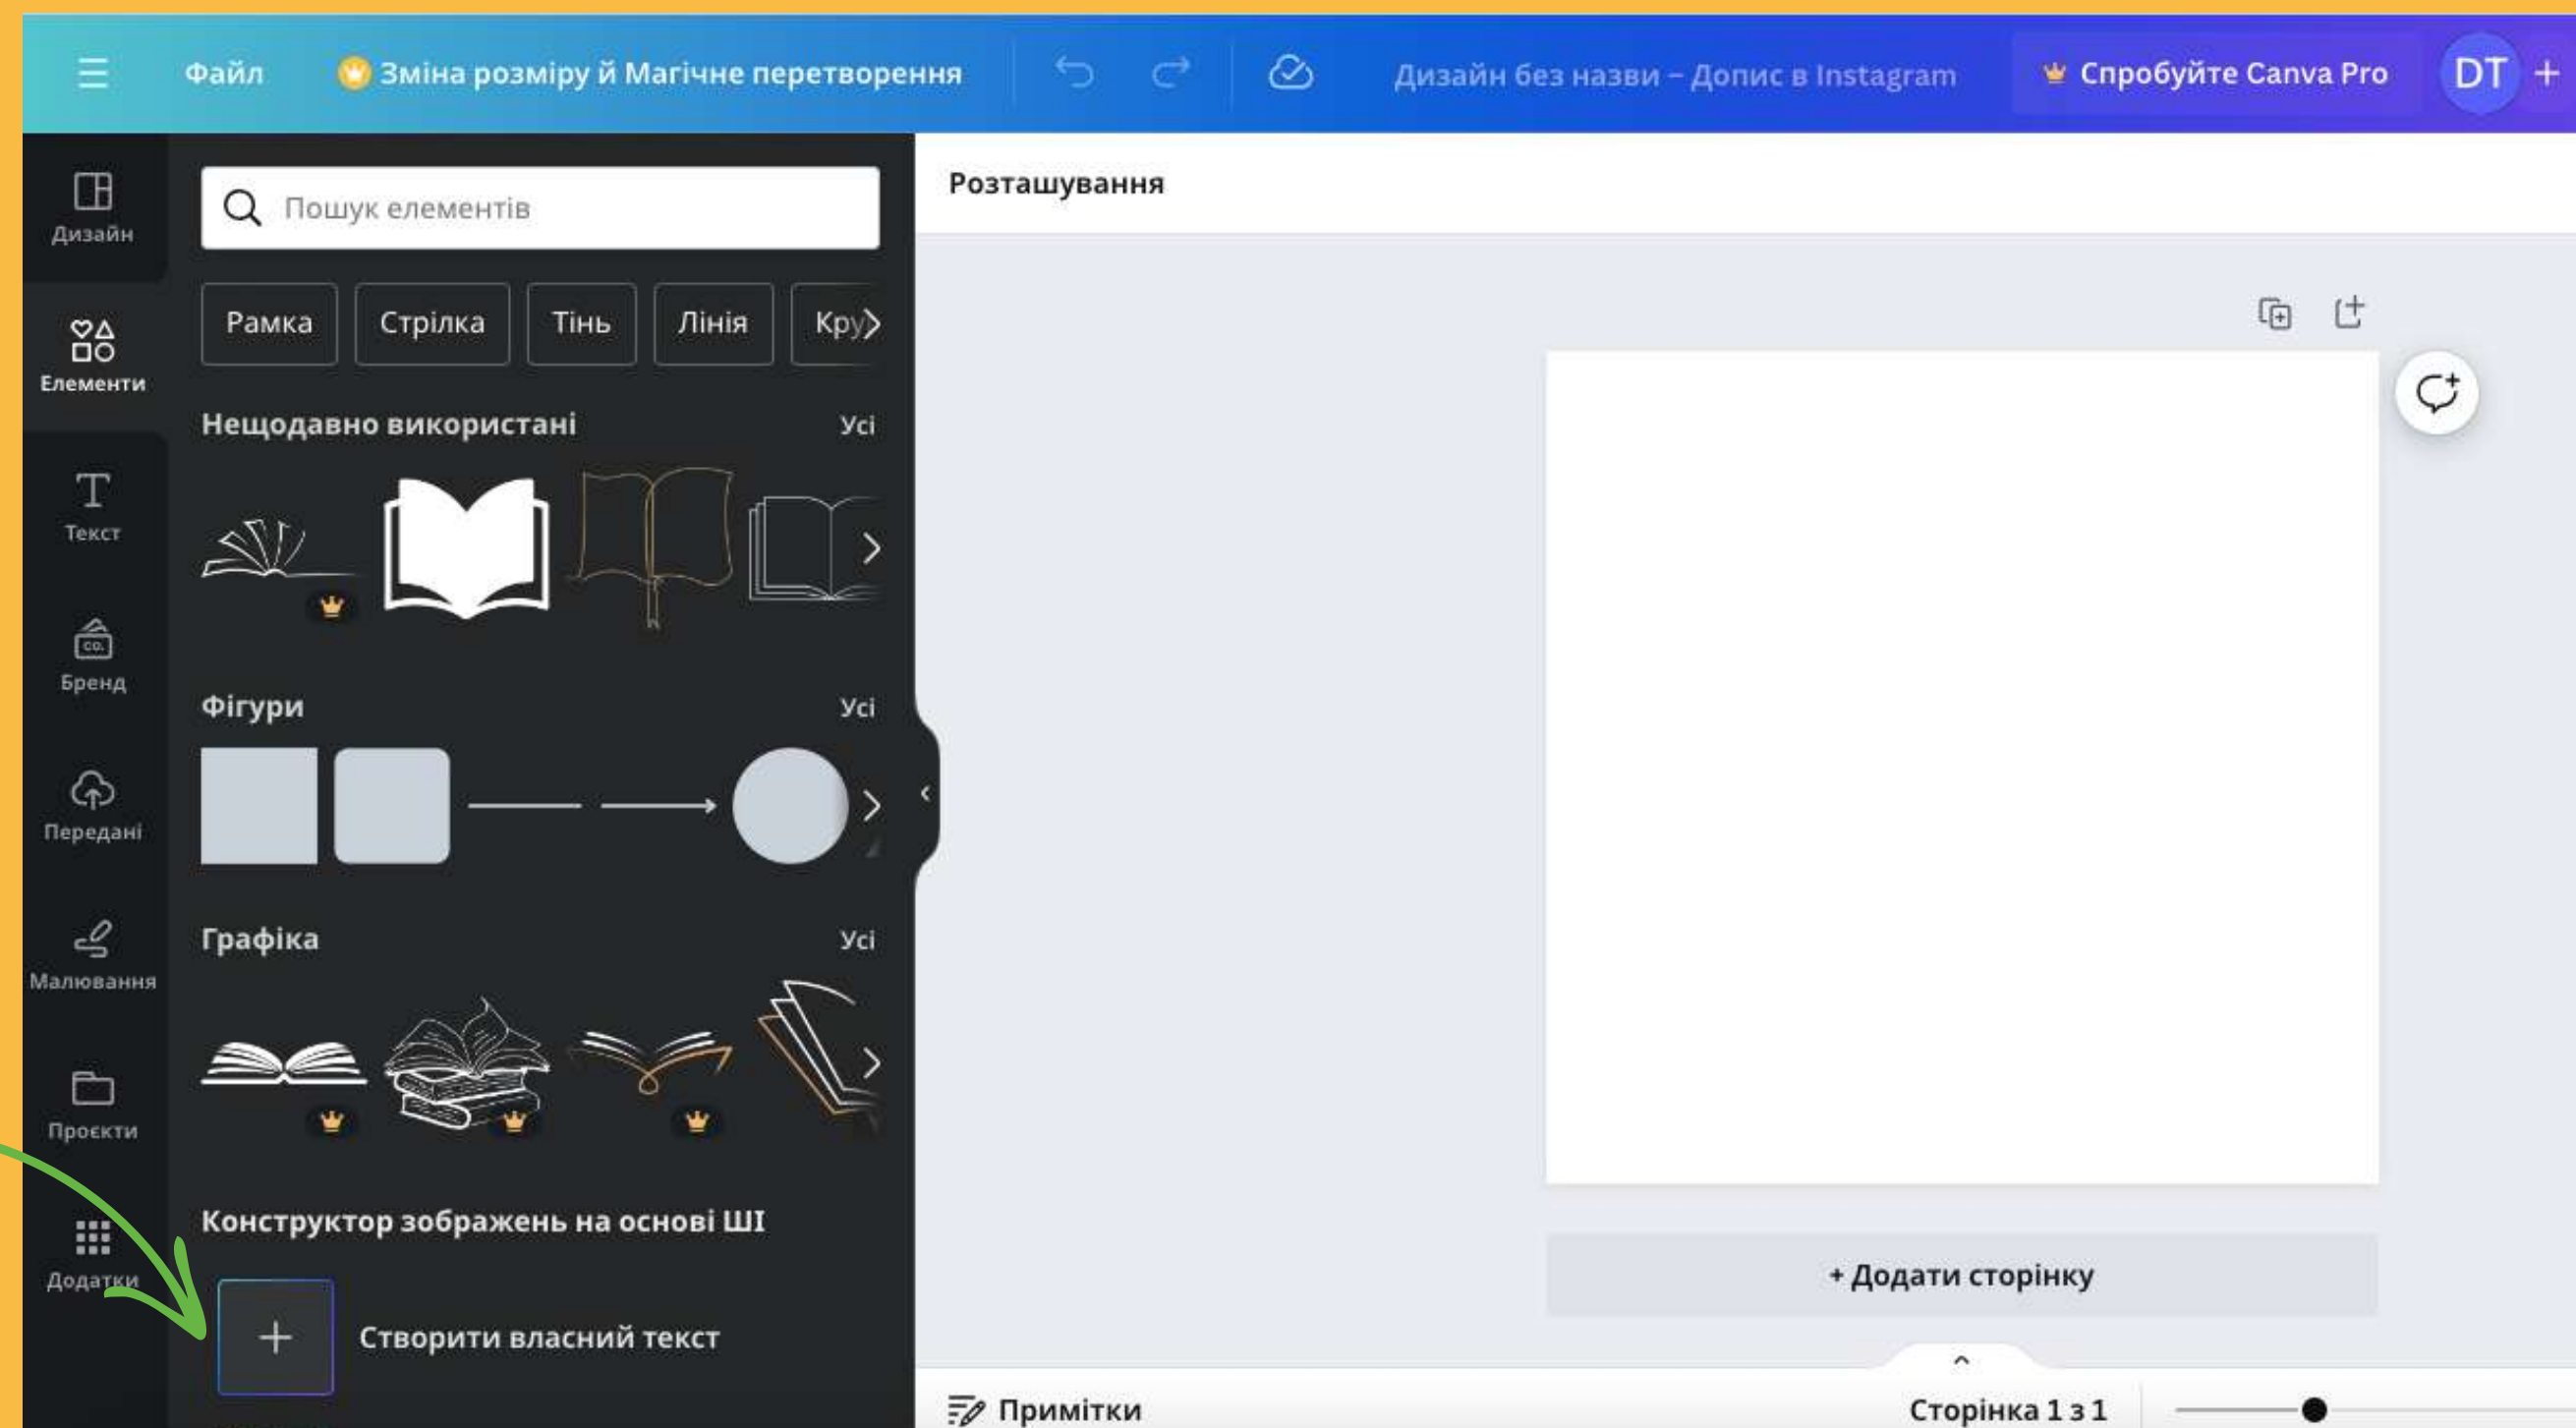 Файл
Зміна розміру й Магічне перетворення
Дизайн без назви – Допис в Instagram
Спробуйте Canva Pro
DT
+
Дизайн
Елементи
Текст
CO.
Бренд
Передані
Малювання
Проєкти
Додатки
Пошук елементів
Рамка
Стрілка
Тінь
Лінія
Кру
Нещодавно використані
Усі
Фігури
Усі
Графіка
Усі
Конструктор зображень на основі ШІ
Створити власний текст
Розташування
+ Додати сторінку
Примітки
Сторінка 1 з 1